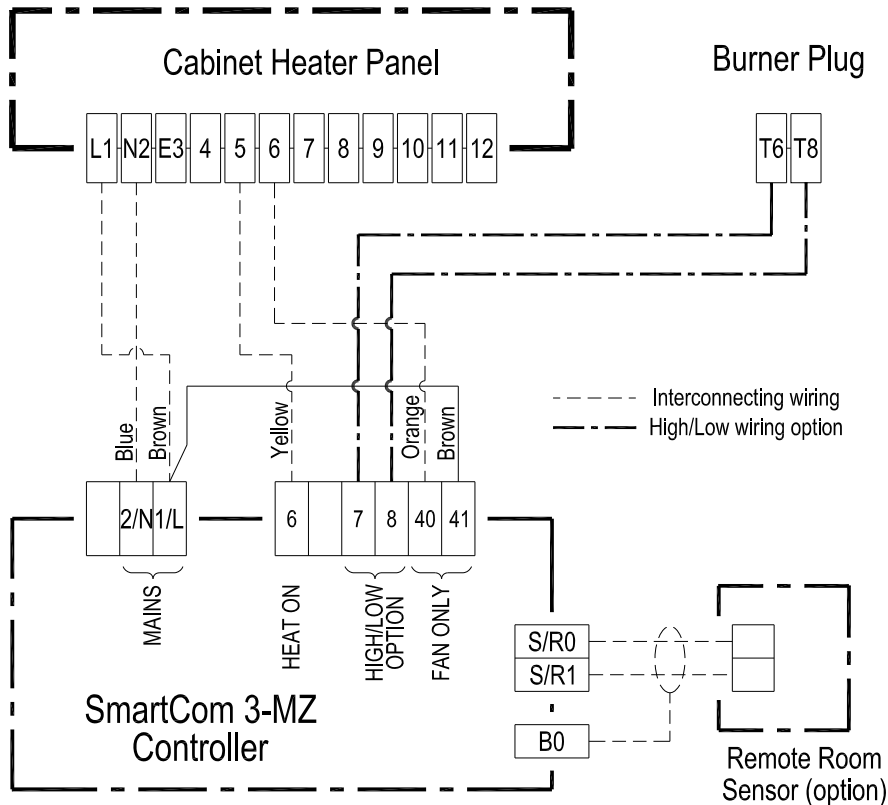 Cabinet Heater Panel
Burner Plug
L1 N2 E3 4 5 6 7 8 9 10 11 12
T6 T8
Blue
Brown
Yellow
Orange
Brown
Interconnecting wiring
High/Low wiring option
2/N 1/L
6 7 8 40 41
MAINS
HEAT ON
HIGH/LOW
OPTION
FAN ONLY
S/R0
S/R1
B0
SmartCom 3-MZ
Controller
Remote Room
Sensor (option)